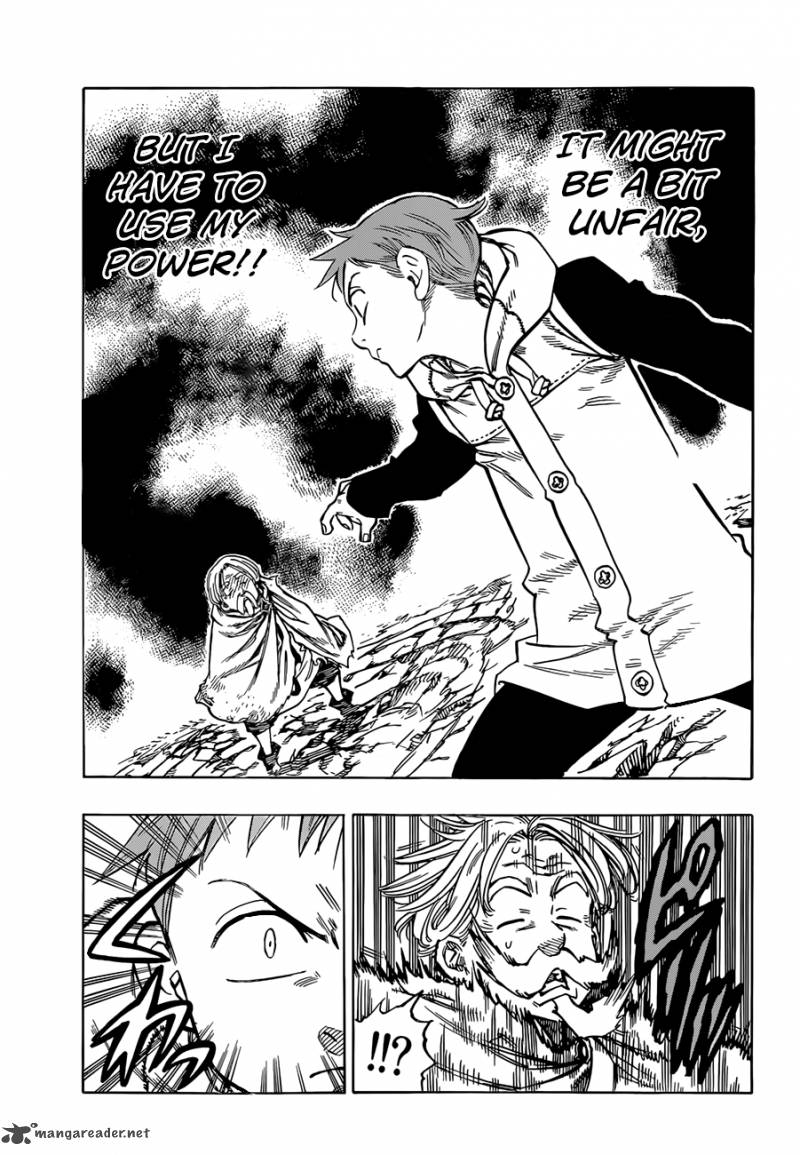 IT MIGHT
BE A BIT
UNFAIR,
BUT I
HAVE TO
USE MY
POWER!!
!!?
mangareader.net